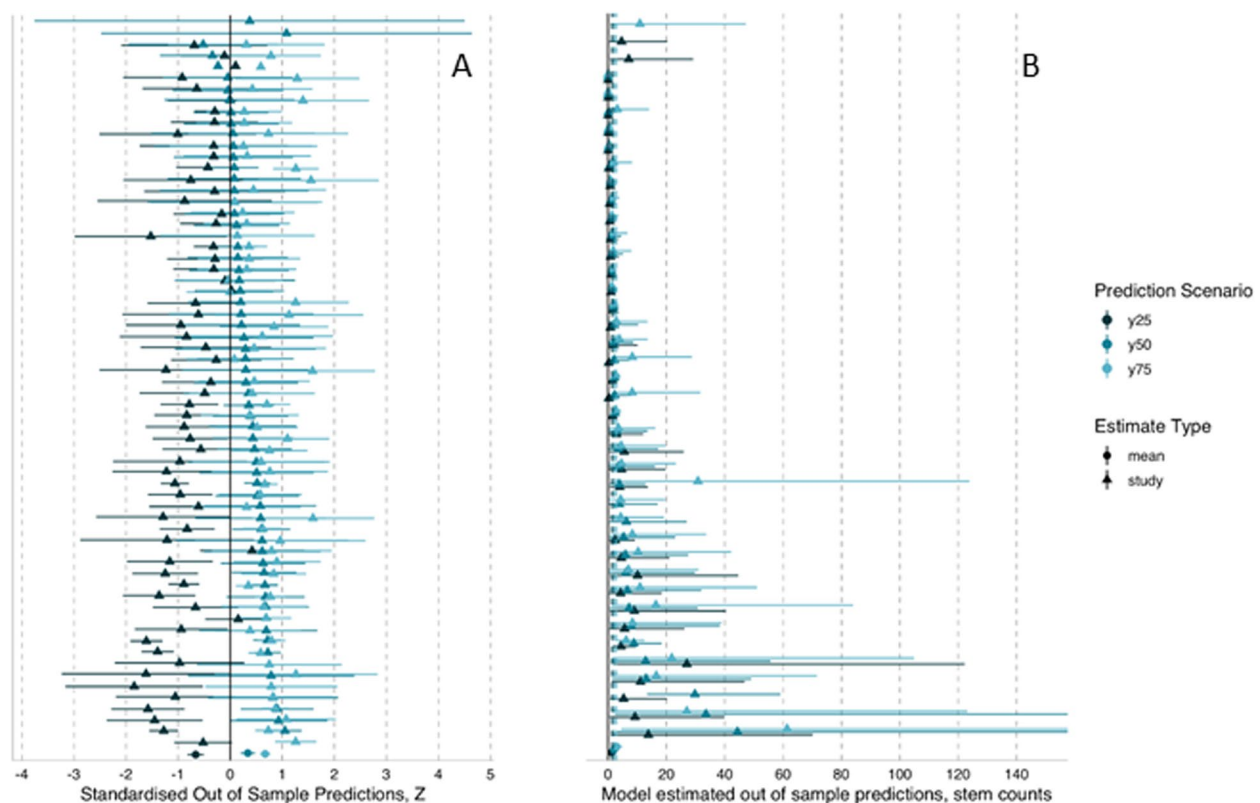 A
B
Prediction Scenario
y25
y50
y75
Estimate Type
mean
study
-4 -3 -2 -1 0 1 2 3 4 5
0 20 40 60 80 100 120 140
Standardised Out of Sample Predictions, Z
Model estimated out of sample predictions, stem counts